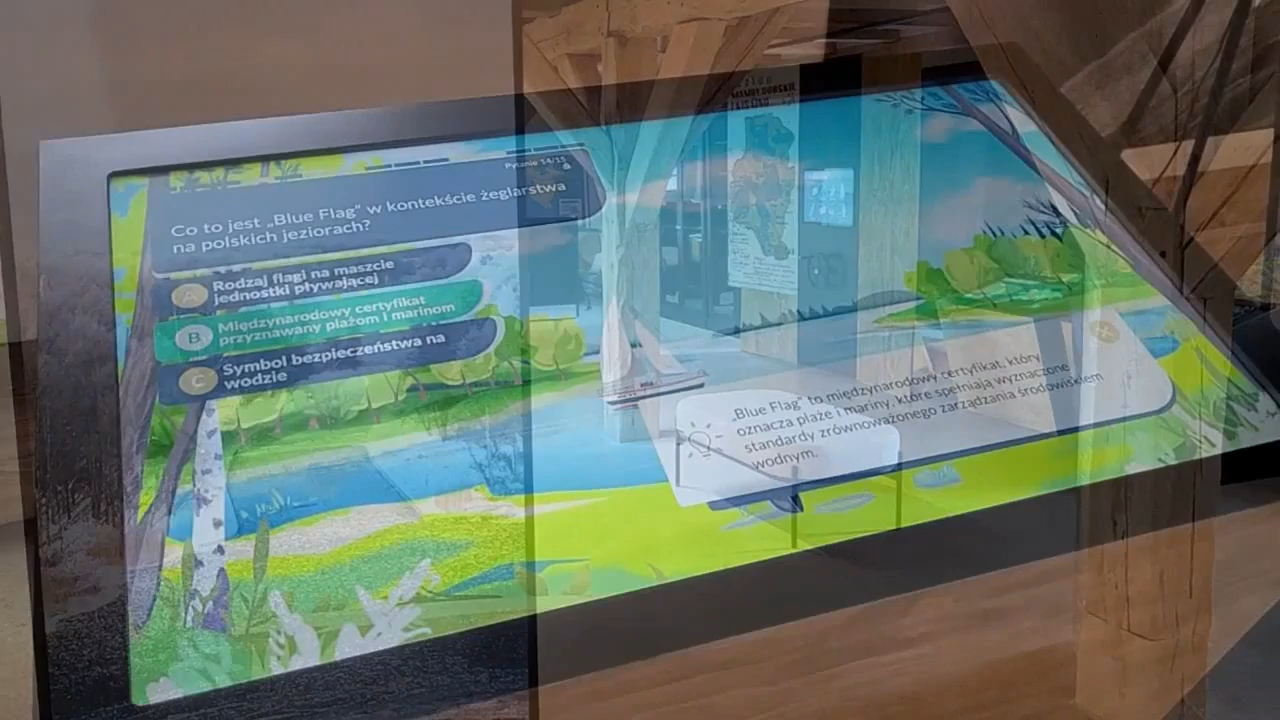 Pytanie 14/15
Co to jest „Blue Flag” w kontekście żeglarstwa
na polskich jeziorach?
A
Rodzaj flagi na maszcie
jednostki pływającej
B
Międzynarodowy certyfikat
przyznawany plażom i marinom
C
Symbol bezpieczeństwa na
wodzie
„Blue Flag” to międzynarodowy certyfikat, który
oznacza plaże i mariny, które spełniają wyznaczone
standardy zrównoważonego zarządzania środowiskiem
wodnym.